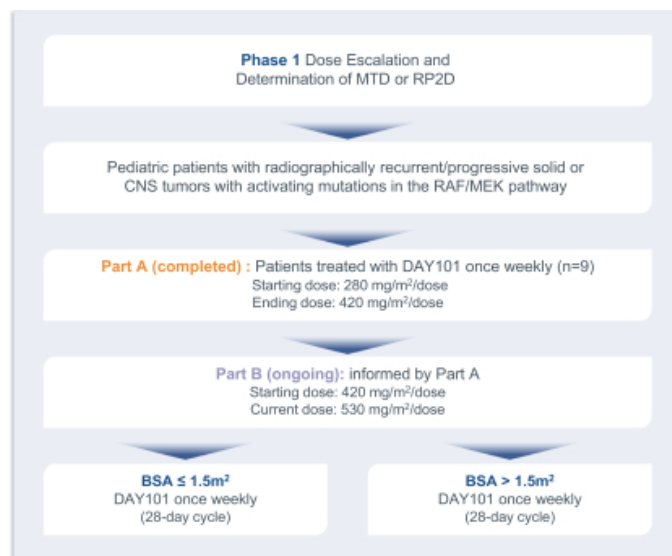 Phase 1 Dose Escalation and
Determination of MTD or RP2D
Pediatric patients with radiographically recurrent/progressive solid or
CNS tumors with activating mutations in the RAF/MEK pathway
Part A (completed) : Patients treated with DAY101 once weekly (n=9)
Starting dose: 280 mg/m²/dose
Ending dose: 420 mg/m²/dose
Part B (ongoing): informed by Part A
Starting dose: 420 mg/m²/dose
Current dose: 530 mg/m²/dose
BSA ≤ 1.5m²
DAY101 once weekly
(28-day cycle)
BSA > 1.5m²
DAY101 once weekly
(28-day cycle)